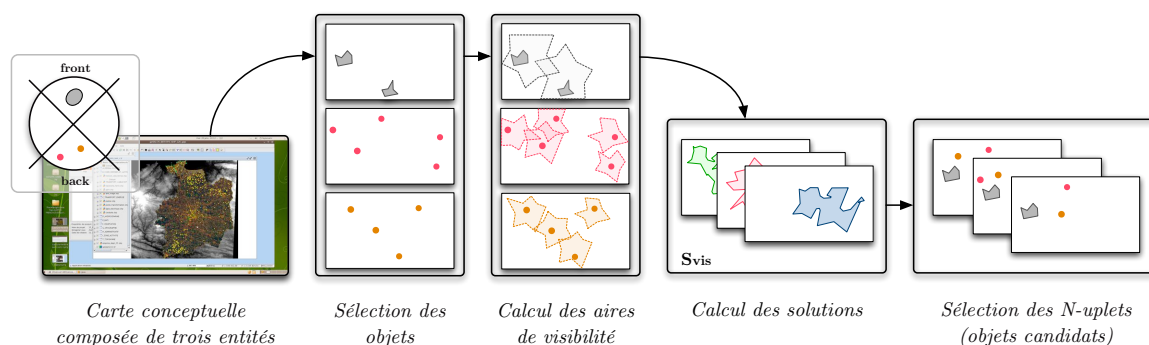 front
back
Svis
Carte conceptuelle
composée de trois entités
Sélection des
objets
Calcul des aires
de visibilité
Calcul des solutions
Sélection des N-uplets
(objets candidats)